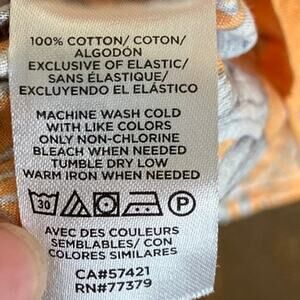 100% COTTON/ COTON/
ALGODÓN
EXCLUSIVE OF ELASTIC/
SANS ÉLASTIQUE/
EXCLUYENDO EL ELÁSTICO
MACHINE WASH COLD
WITH LIKE COLORS
ONLY NON-CHLORINE
BLEACH WHEN NEEDED
TUMBLE DRY LOW
WARM IRON WHEN NEEDED
30 P
AVEC DES COULEURS
SEMBLABLES/ CON
COLORES SIMILARES
CA#57421
RN#77379